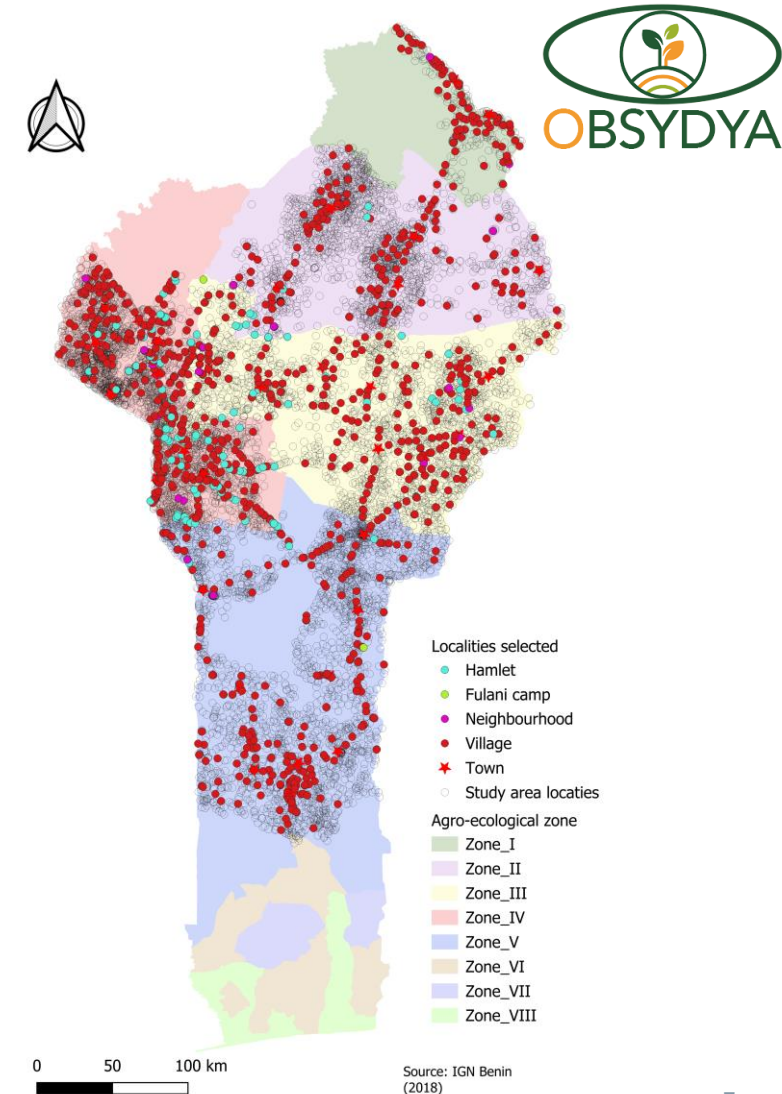 OBSYDYA
Localities selected
Hamlet
Fulani camp
Neighbourhood
Village
Town
Study area locaties
Agro-ecological zone
Zone_I
Zone_II
Zone_III
Zone_IV
Zone_V
Zone_VI
Zone_VII
Zone_VIII
0 50 100 km
Source: IGN Benin
(2018)